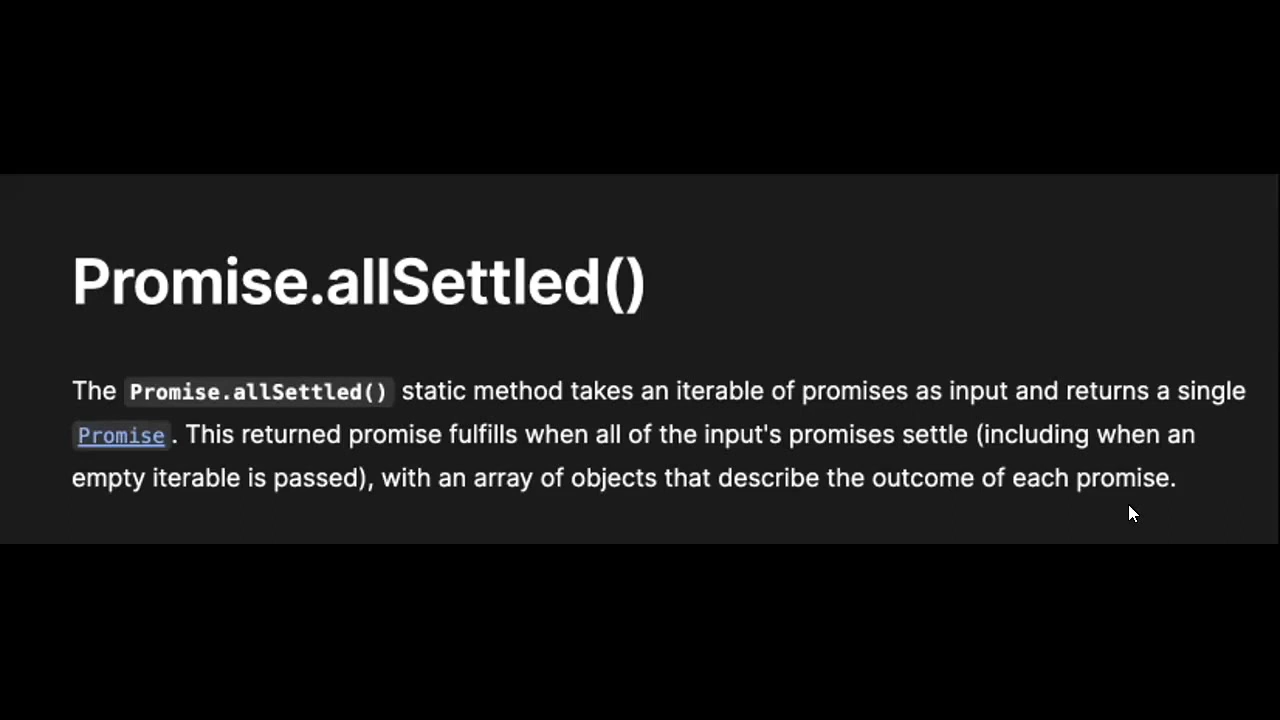 Promise.allSettled()
The Promise.allSettled() static method takes an iterable of promises as input and returns a single
Promise. This returned promise fulfills when all of the input's promises settle (including when an
empty iterable is passed), with an array of objects that describe the outcome of each promise.